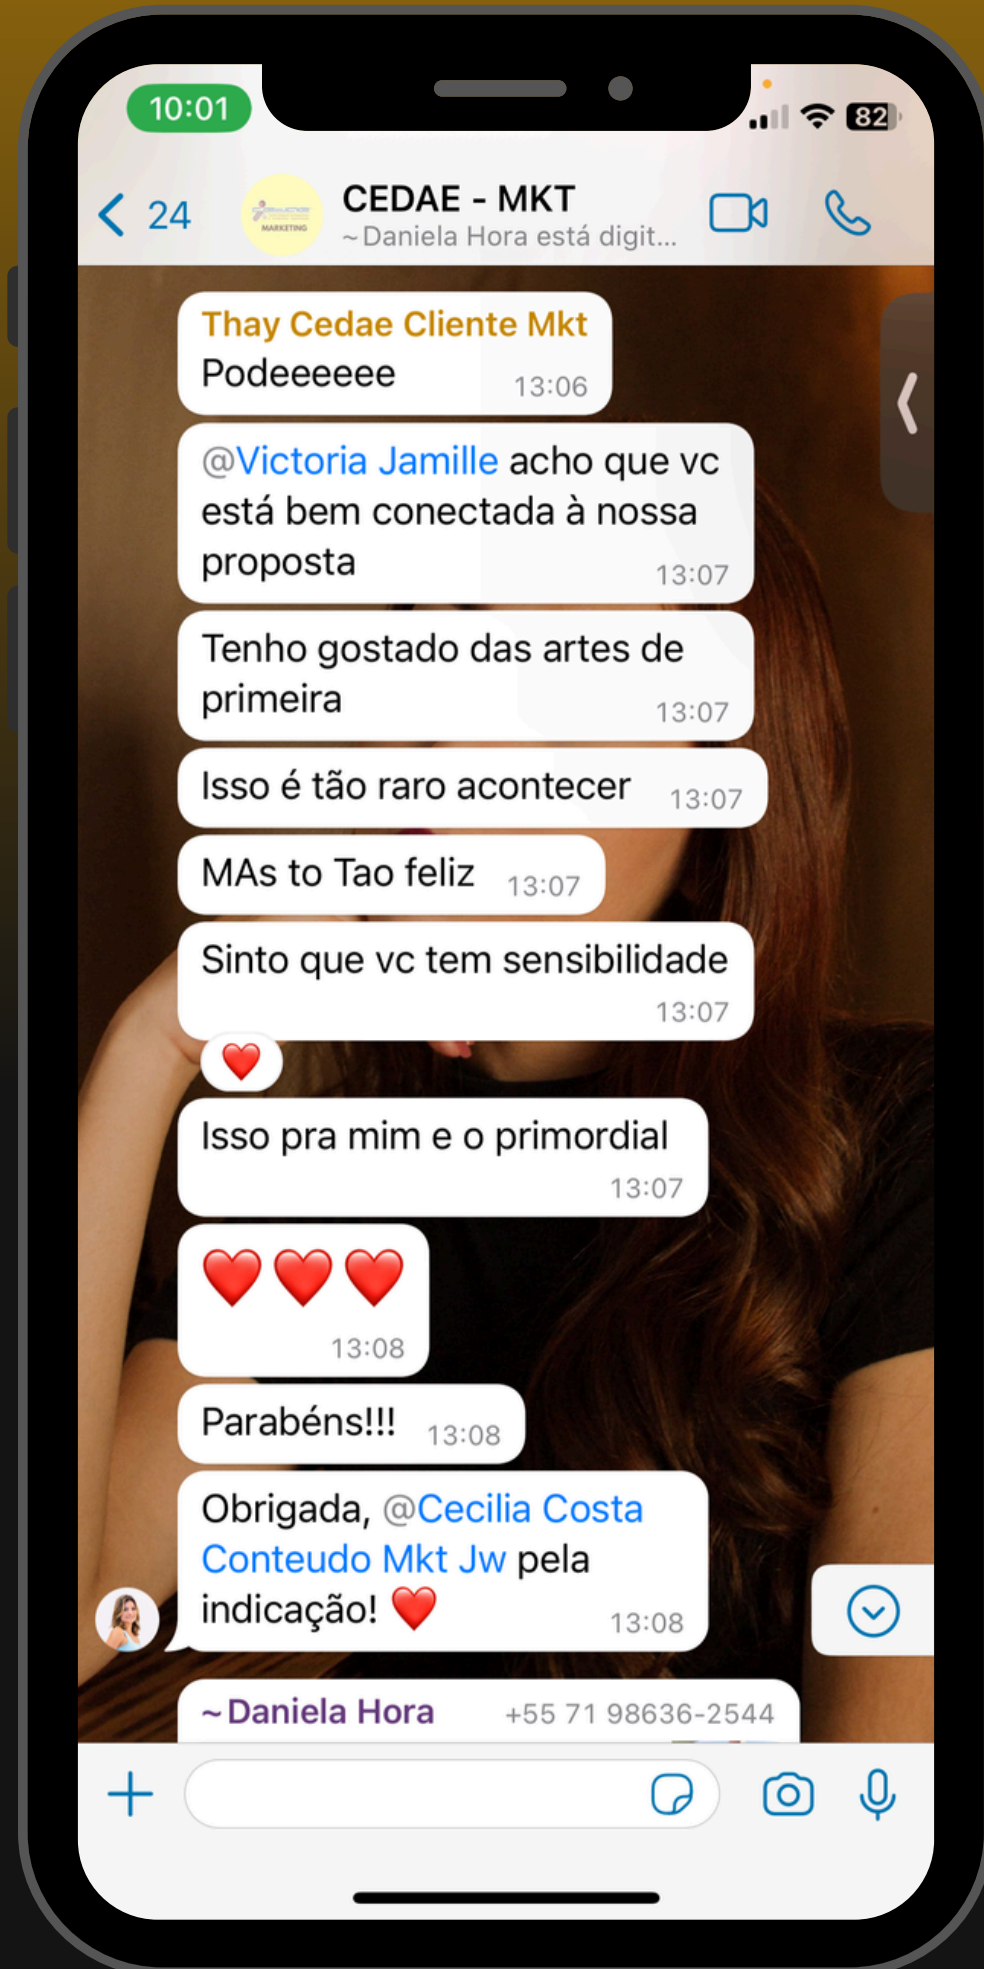 10:01
82
24
MARKETING
CEDAE - MKT
~Daniela Hora está digit...
Thay Cedae Cliente Mkt
Podeeeeee
13:06
@Victoria Jamille acho que vc
está bem conectada à nossa
proposta
13:07
Tenho gostado das artes de
primeira
13:07
Isso é tão raro acontecer
13:07
MAs to Tao feliz
13:07
Sinto que vc tem sensibilidade
13:07
Isso pra mim e o primordial
13:07
13:08
Parabéns!!!
13:08
Obrigada, @Cecilia Costa
Conteudo Mkt Jw pela
indicação! ❤️
13:08
~Daniela Hora
+55 71 98636-2544